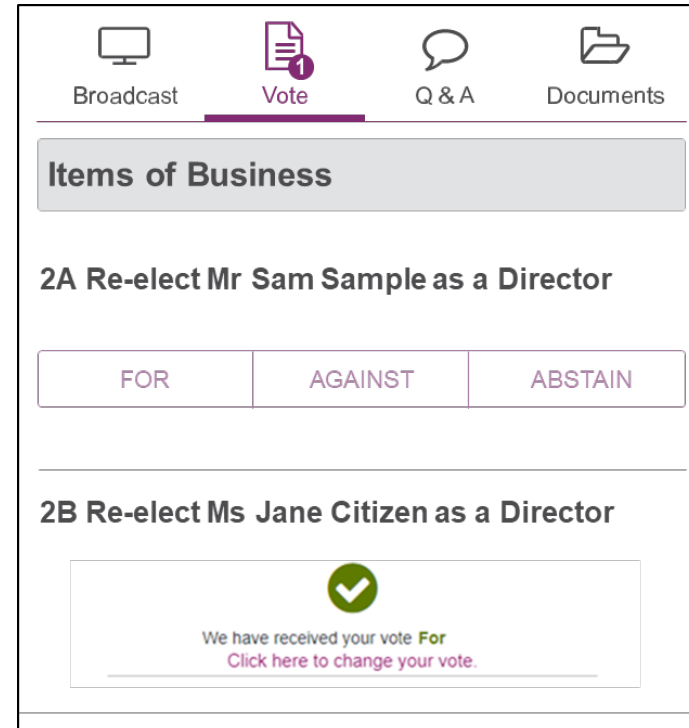 1
Broadcast Vote Q & A Documents
Items of Business
2A Re-elect Mr Sam Sample as a Director
FOR AGAINST ABSTAIN
2B Re-elect Ms Jane Citizen as a Director
We have received your vote For
Click here to change your vote.